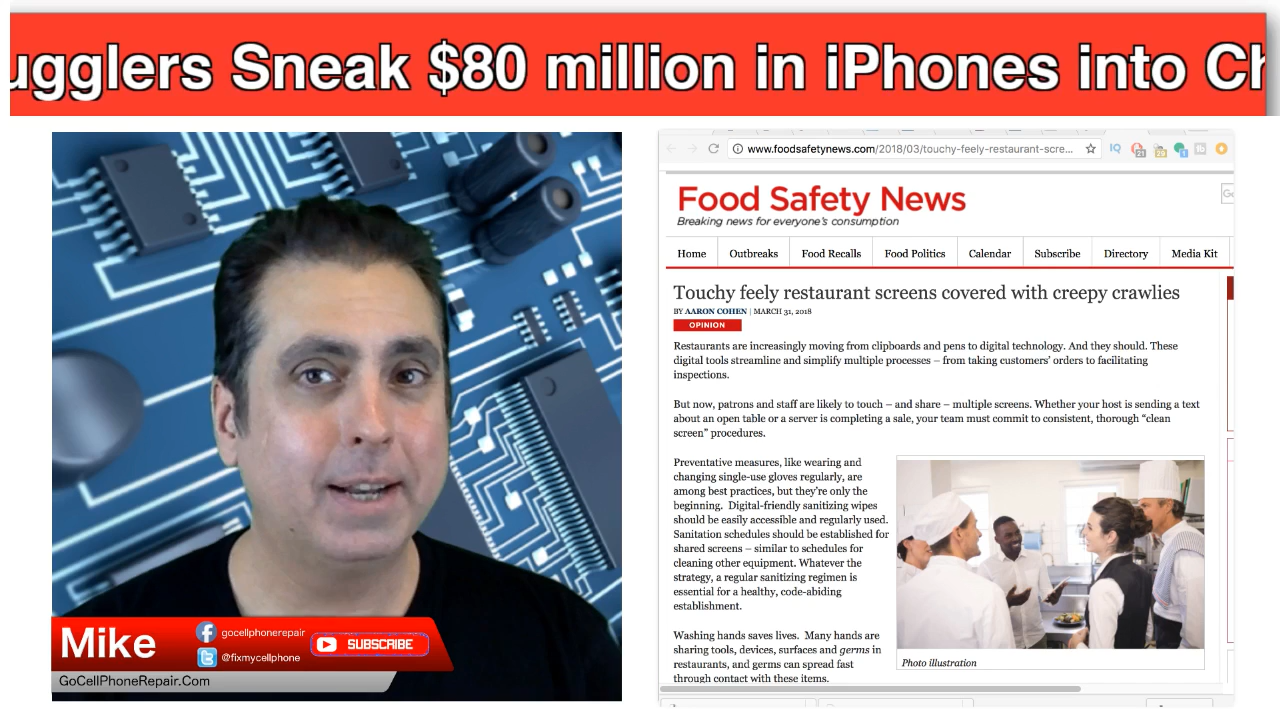 ugglers Sneak $80 million in iPhones into Ch
www.foodsafetynews.com/2018/03/touchy-feely-restaurant-scre...
IQ
21
29
1
Food Safety News
Breaking news for everyone's consumption
Home Outbreaks Food Recalls Food Politics Calendar Subscribe Directory Media Kit
Touchy feely restaurant screens covered with creepy crawlies
BY AARON COHEN | MARCH 31, 2018
OPINION
Restaurants are increasingly moving from clipboards and pens to digital technology. And they should. These
digital tools streamline and simplify multiple processes – from taking customers' orders to facilitating
inspections.
But now, patrons and staff are likely to touch – and share – multiple screens. Whether your host is sending a text
about an open table or a server is completing a sale, your team must commit to consistent, thorough “clean
screen” procedures.
Preventative measures, like wearing and
changing single-use gloves regularly, are
among best practices, but they're only the
beginning. Digital-friendly sanitizing wipes
should be easily accessible and regularly used.
Sanitation schedules should be established for
shared screens – similar to schedules for
cleaning other equipment. Whatever the
strategy, a regular sanitizing regimen is
essential for a healthy, code-abiding
establishment.
Washing hands saves lives. Many hands are
sharing tools, devices, surfaces and germs in
restaurants, and germs can spread fast
through contact with these items.
Photo illustration
Mike
gocellphonerepair
@fixmycellphone
SUBSCRIBE
GoCellPhoneRepair.Com